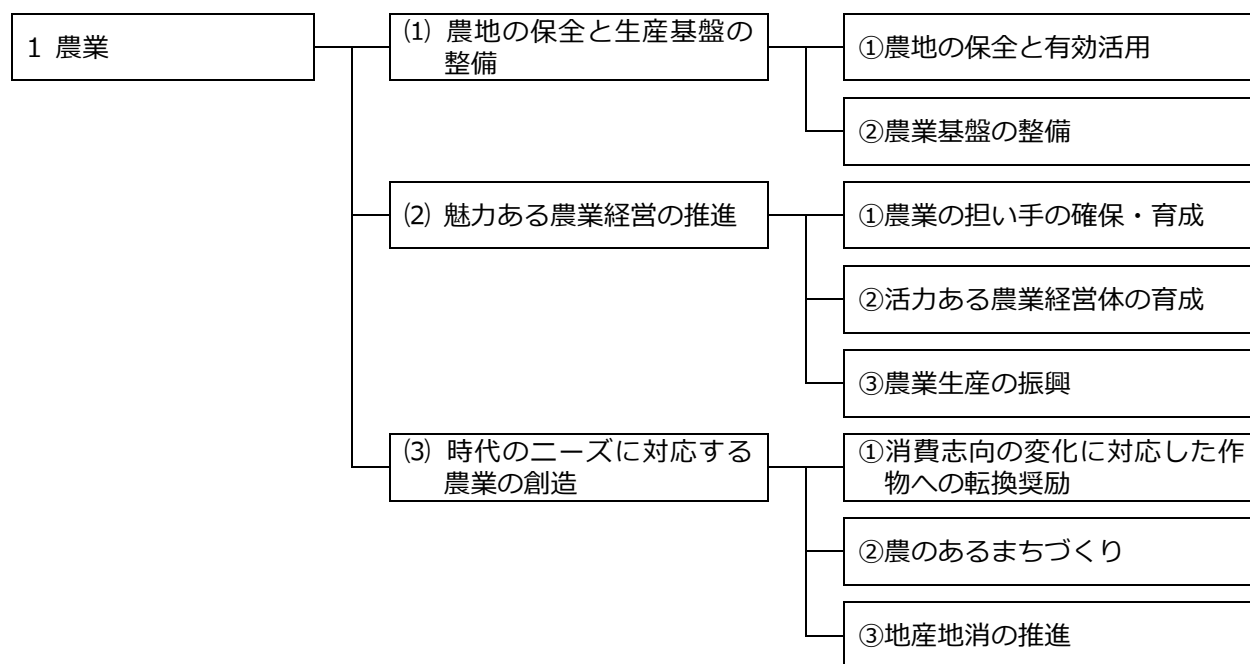 1 農業
⑴ 農地の保全と生産基盤の
整備
①農地の保全と有効活用
②農業基盤の整備
⑵ 魅力ある農業経営の推進
①農業の担い手の確保・育成
②活力ある農業経営体の育成
③農業生産の振興
⑶ 時代のニーズに対応する
農業の創造
①消費志向の変化に対応した作
物への転換奨励
②農のあるまちづくり
③地産地消の推進